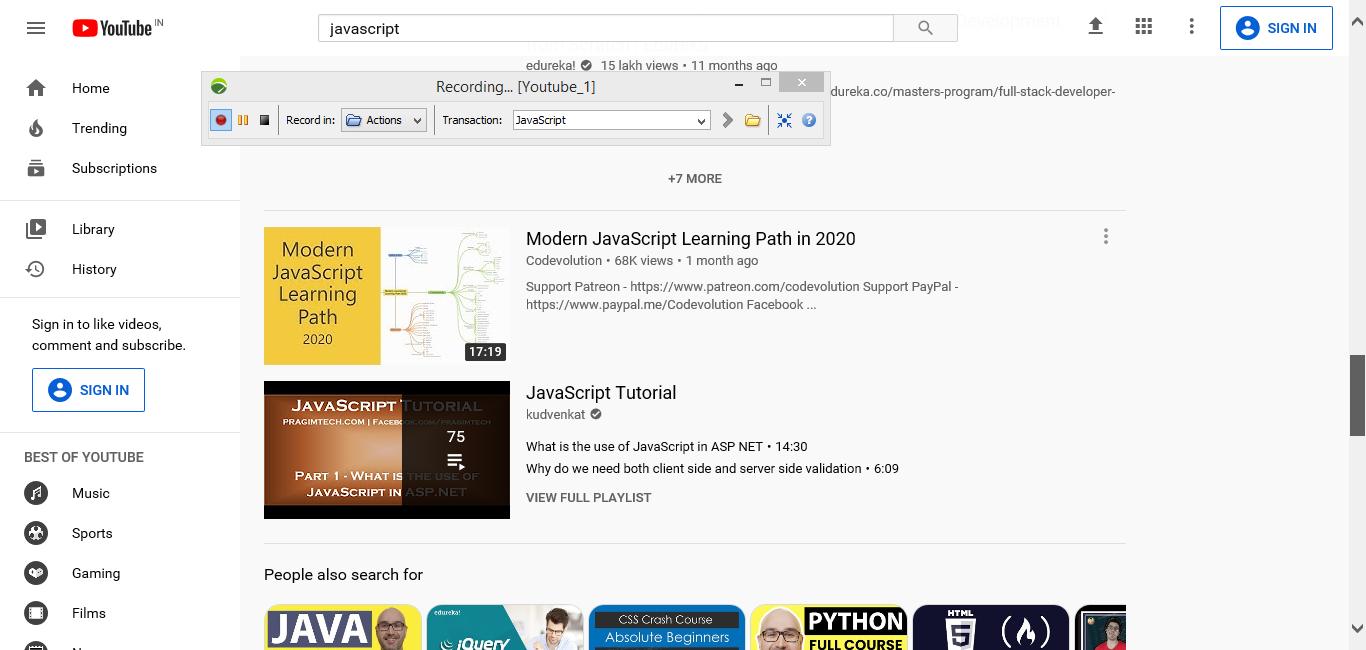 YouTube IN
javascript
SIGN IN
edureka! 15 lakh views • 11 months ago
dureka.co/masters-program/full-stack-developer-
Recording... [Youtube_1]
Record in: Actions Transaction: JavaScript
Home
Trending
Subscriptions
Library
History
Sign in to like videos,
comment and subscribe.
SIGN IN
BEST OF YOUTUBE
Music
Sports
Gaming
Films
+7 MORE
Modern
JavaScript
Learning
Path
2020
17:19
Modern JavaScript Learning Path in 2020
Codevolution • 68K views • 1 month ago
Support Patreon - https://www.patreon.com/codevolution Support PayPal -
https://www.paypal.me/Codevolution Facebook ...
JavaScript Tutorial
PRAGIMTECH.COM | FACEBOOK.COM/PRAGIMTECH
75
PART 1 - WHAT IS THE USE OF
JAVASCRIPT IN ASP.NET
JavaScript Tutorial
kudvenkat
What is the use of JavaScript in ASP NET • 14:30
Why do we need both client side and server side validation • 6:09
VIEW FULL PLAYLIST
People also search for
JAVA
edureka!
jQuery
CSS Crash Course
Absolute Beginners
PYTHON
FULL COURSE
HTML
5